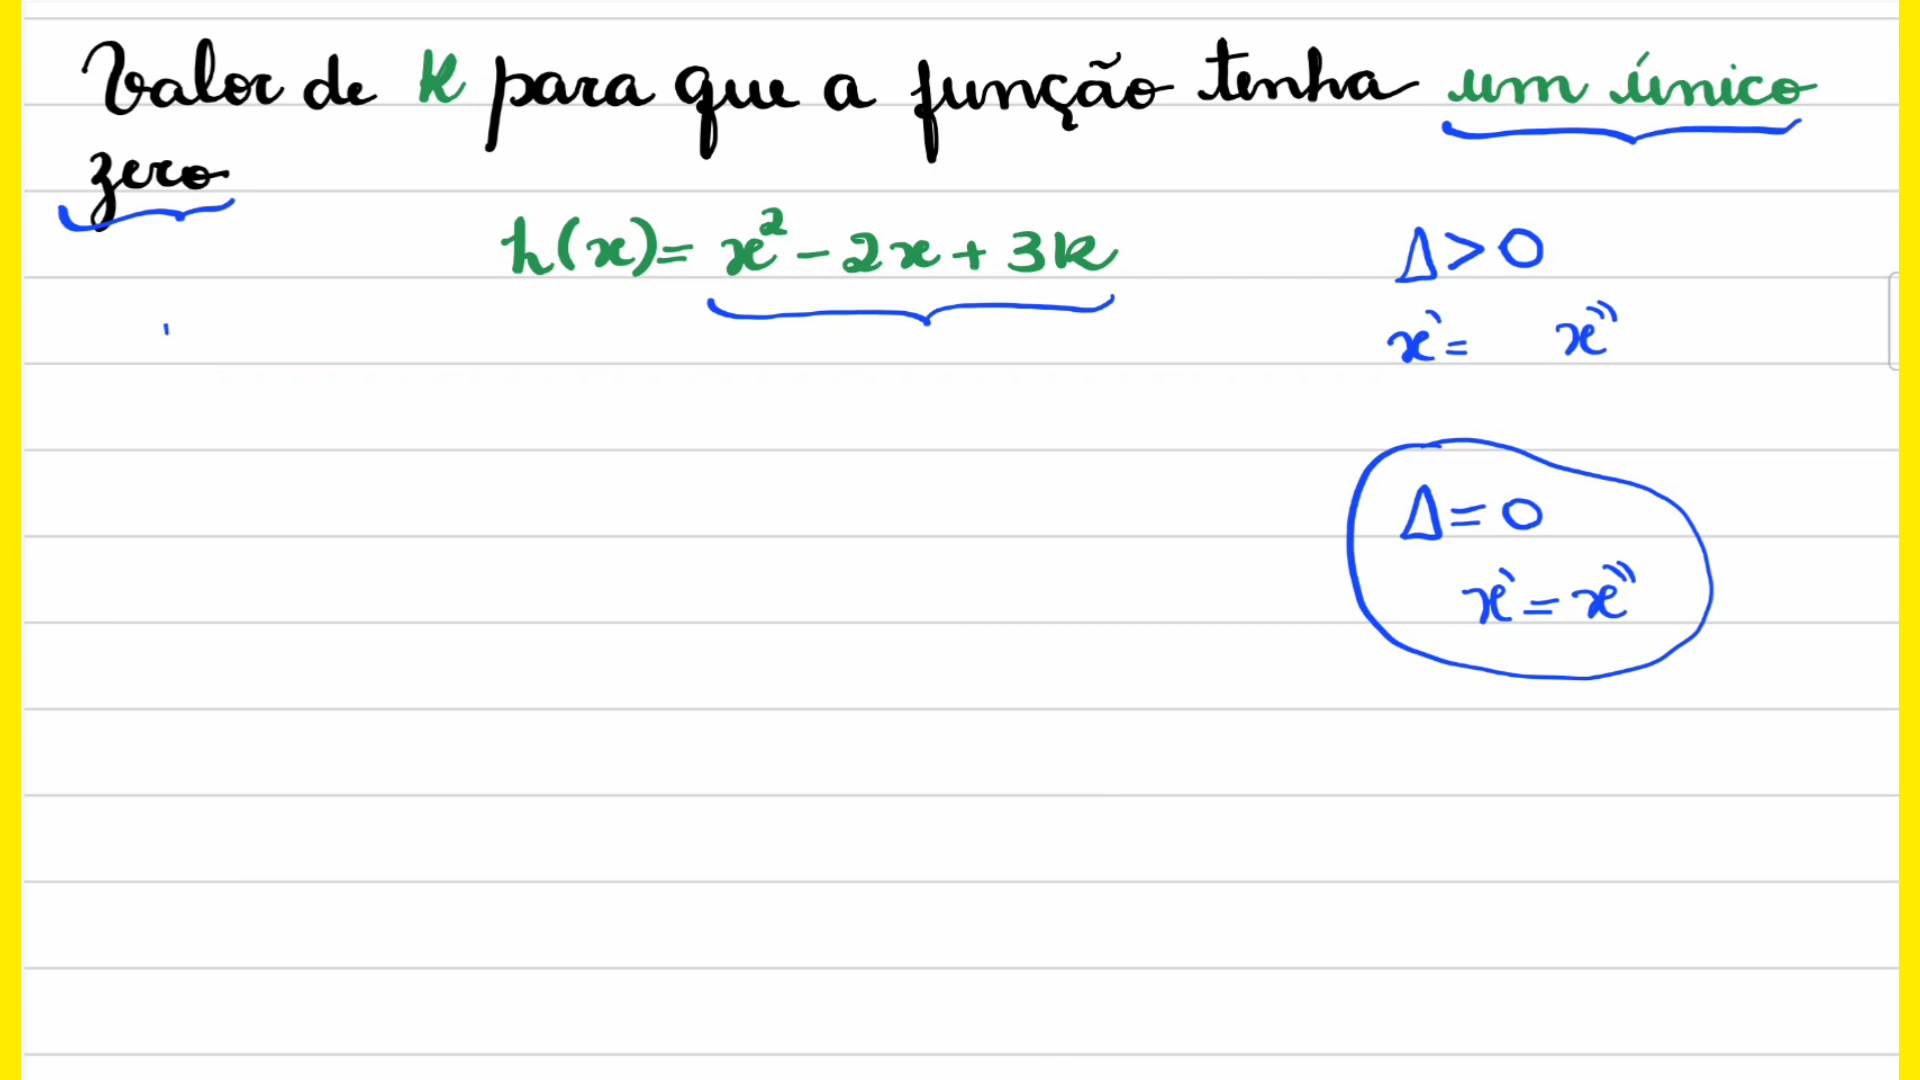 Valor de k para que a função tenha um único
zero
h(x) = x² - 2x + 3k
Δ > 0
x' = x''
Δ = 0
x' = x''